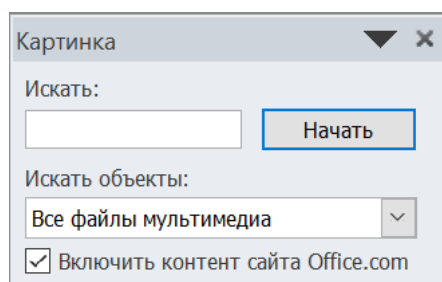 Картинка
Искать:
Начать
Искать объекты:
Все файлы мультимедиа
Включить контент сайта Office.com